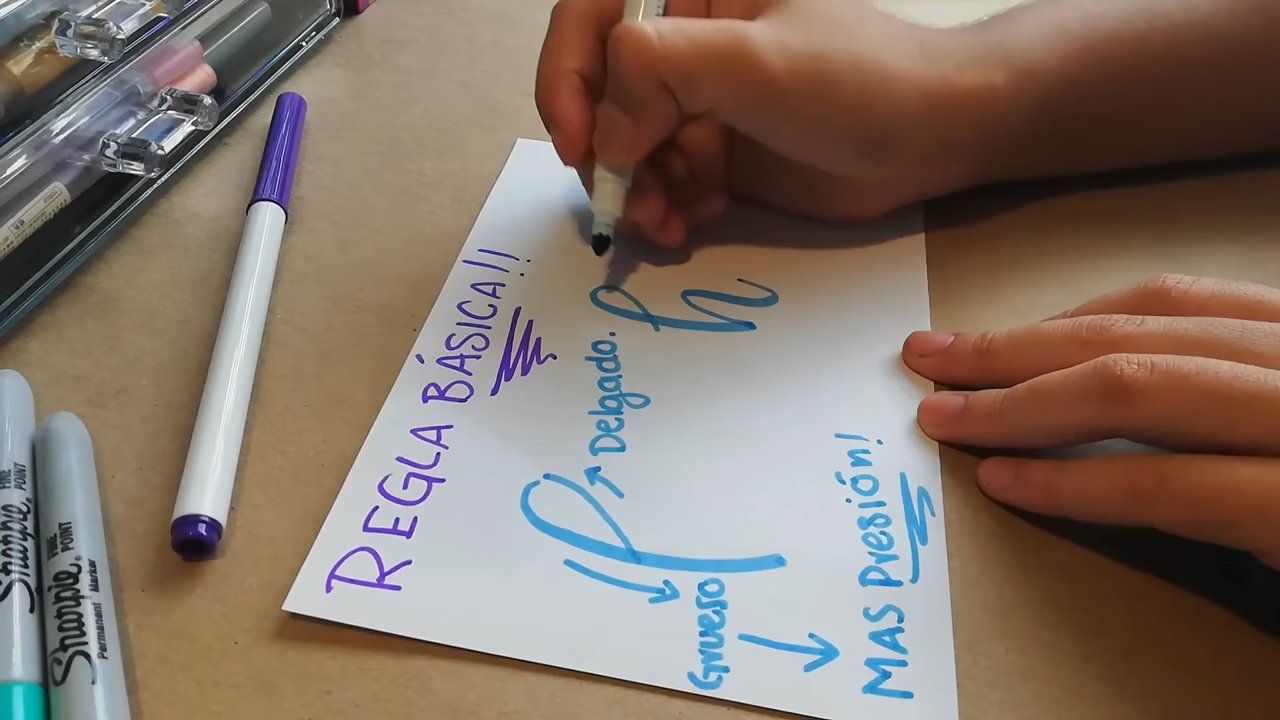 REGLA BÁSICA!!
Delgado.
h
l
Grueso
MAS Presión!
Sharpie
FINE POINT
Sharpie
FINE POINT
Permanent Marker